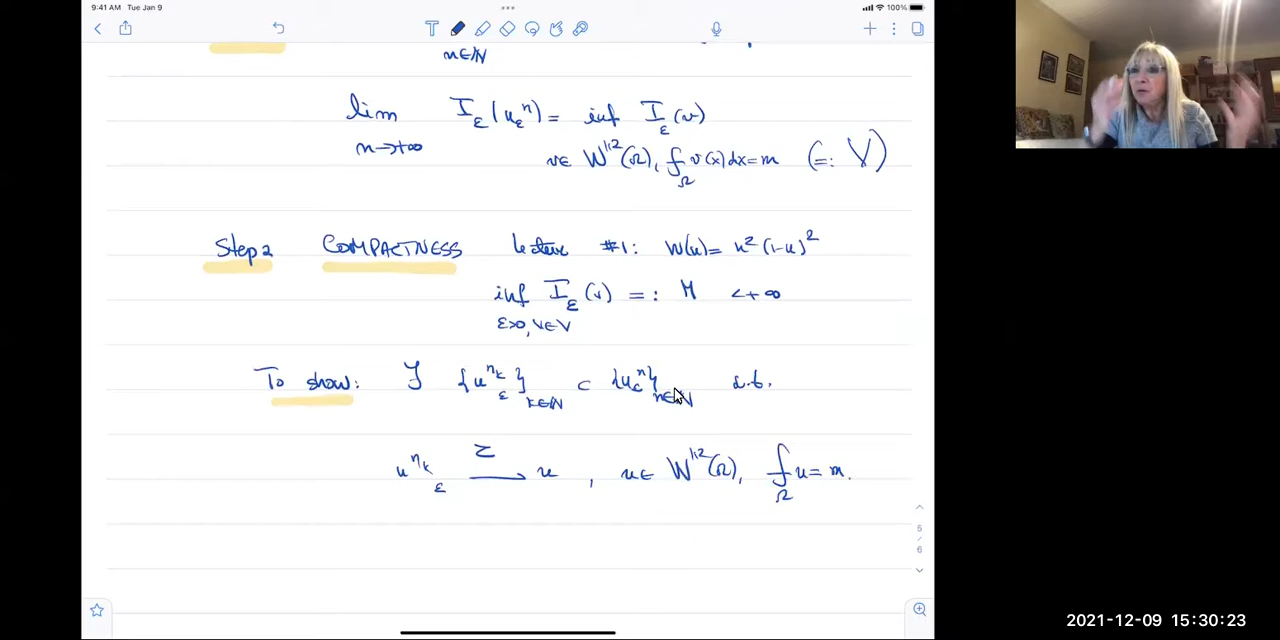 9:41 AM Tue Jan 9
100%
n∈ℕ
lim I_ε(u_ε^n) = inf I_ε(v)
n→+∞
v∈ W^{1,2}(Ω), ⨍_Ω v(x)dx=m (=: V)
Step 2 COMPACTNESS lecture #1: W(u)= u²(1-u)²
inf I_ε(v) =: M <+∞
ε>0, v∈V
To show: ∃ {u_ε^{n_k}}_{k∈ℕ} ⊂ {u_ε^n}_{n∈ℕ} s.t.
u_ε^{n_k} →^τ u, u∈ W^{1,2}(Ω), ⨍_Ω u=m.
5
/
6
2021-12-09 15:30:23